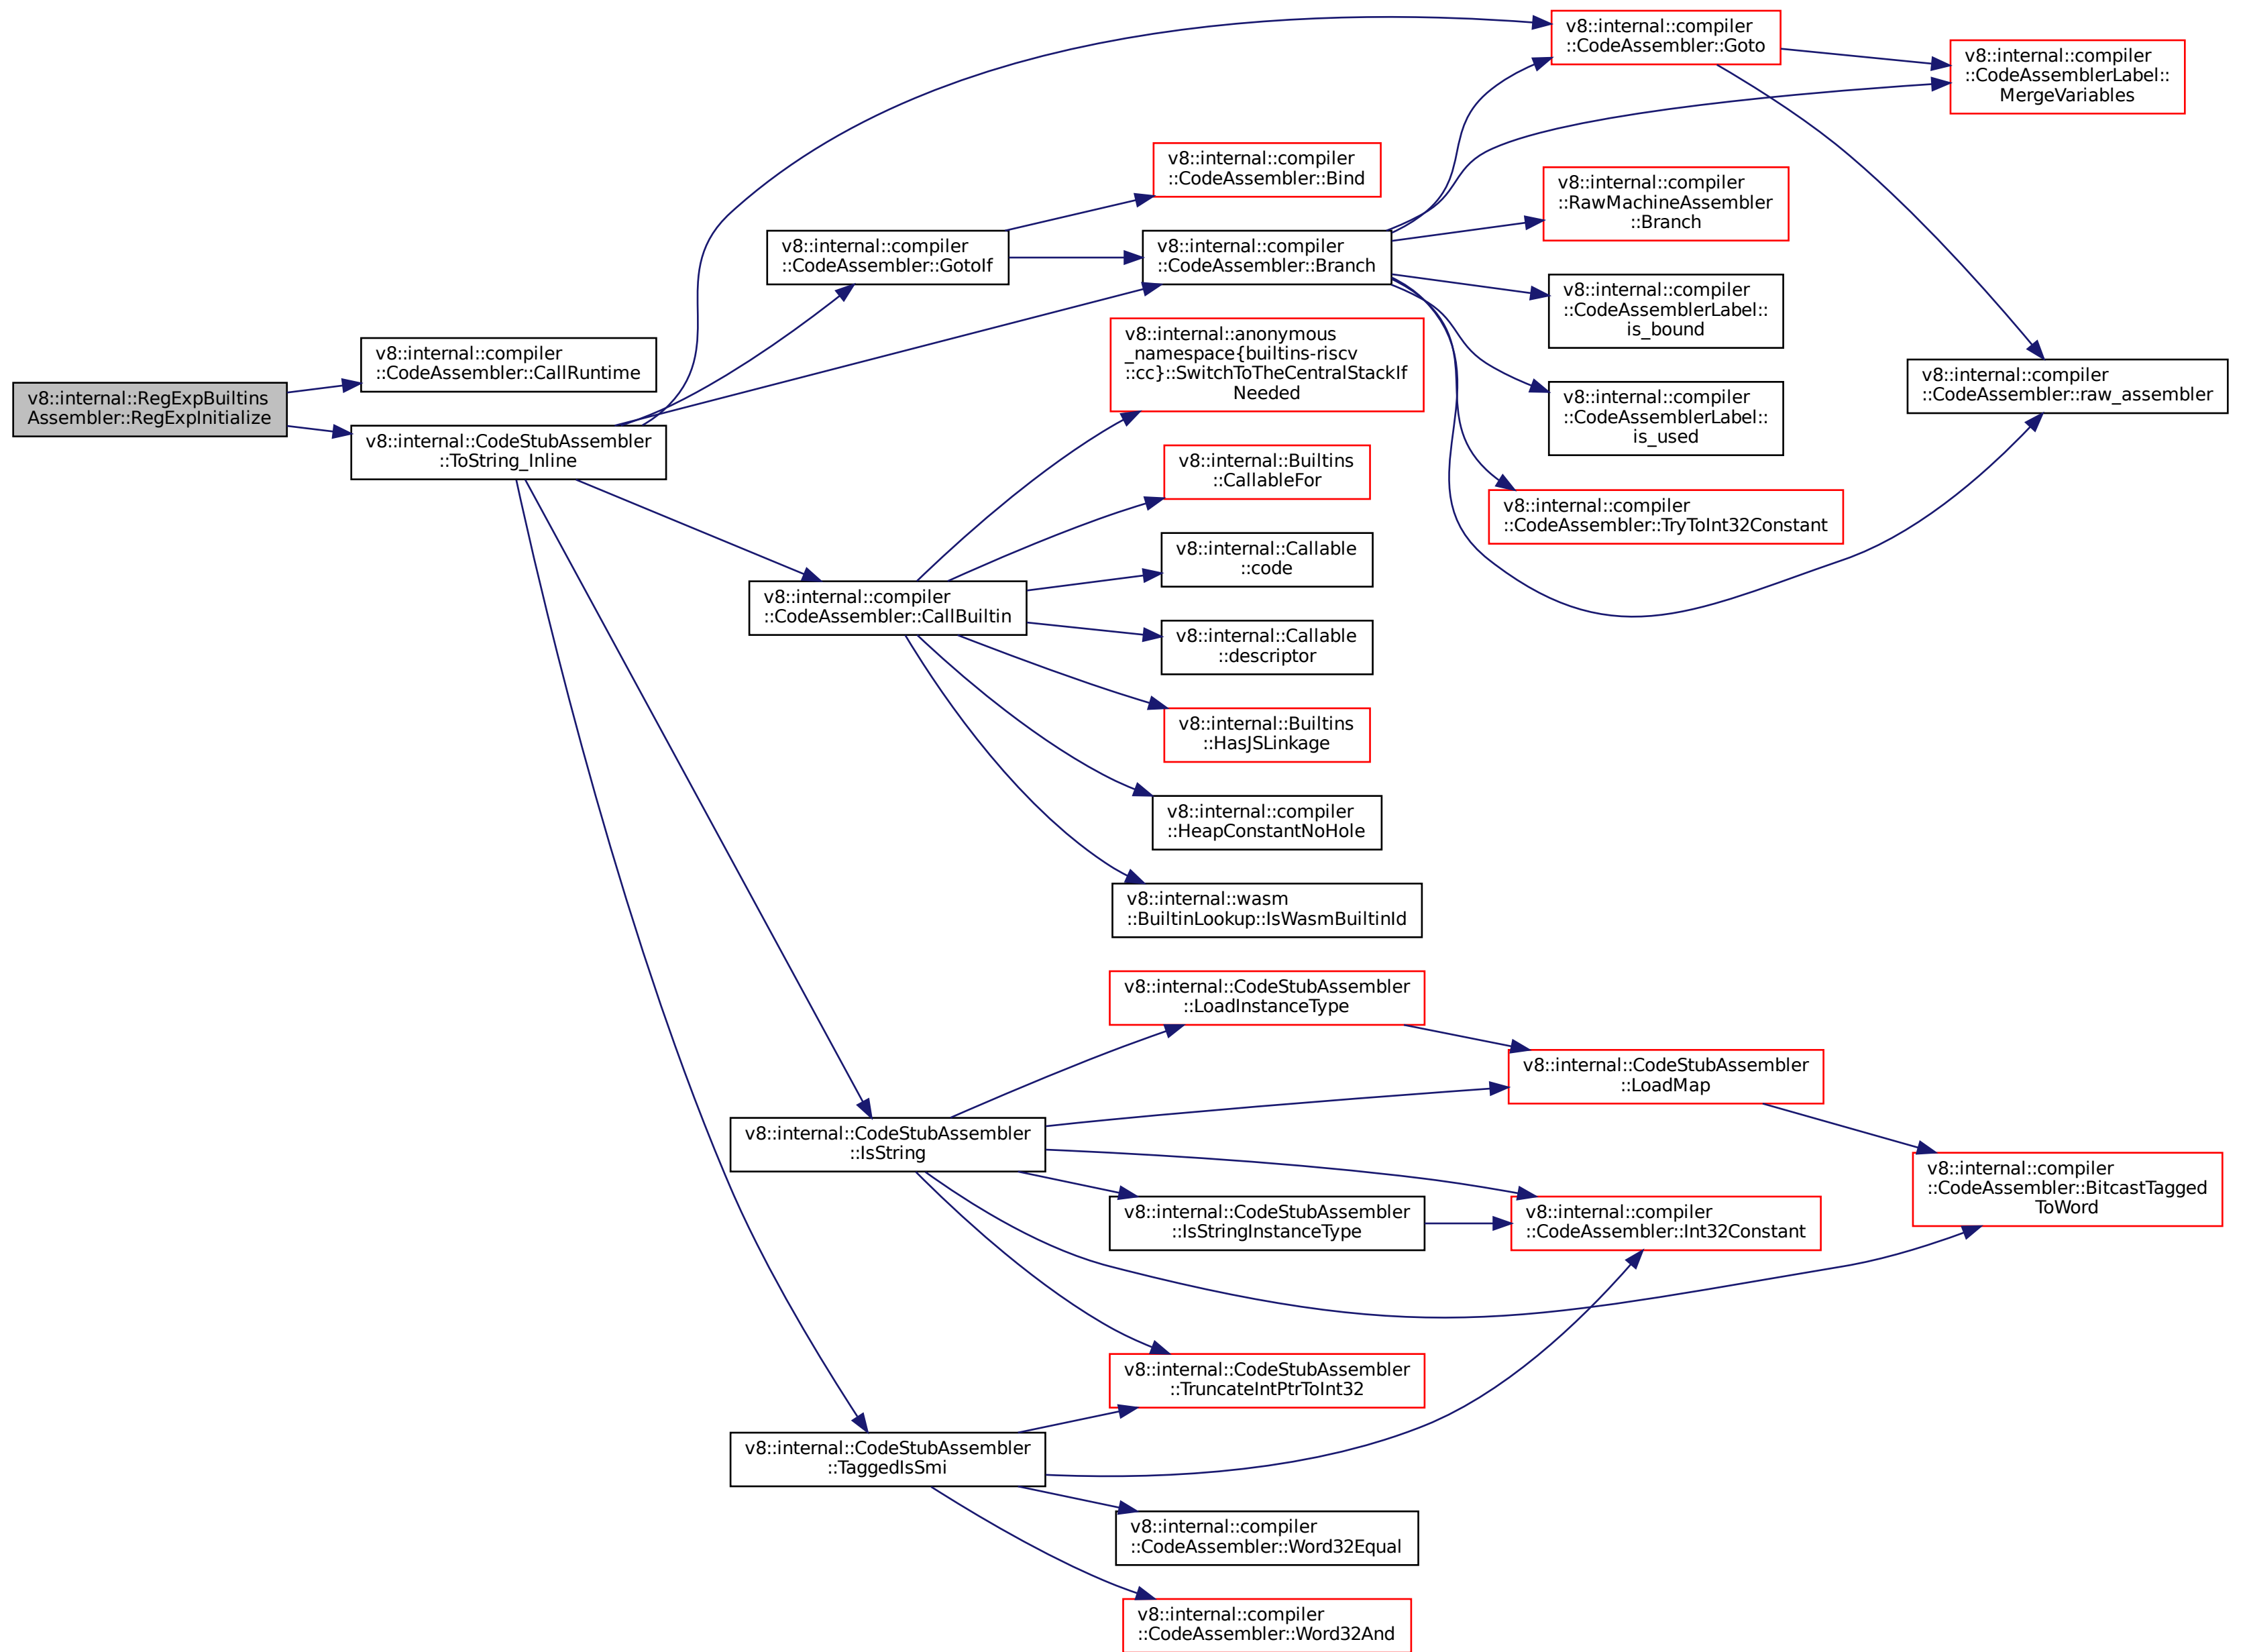 v8::internal::RegExpBuiltins
Assembler::RegExpInitialize
v8::internal::compiler
::CodeAssembler::CallRuntime
v8::internal::CodeStubAssembler
::ToString_Inline
v8::internal::compiler
::CodeAssembler::GotoIf
v8::internal::compiler
::CodeAssembler::CallBuiltin
v8::internal::CodeStubAssembler
::IsString
v8::internal::CodeStubAssembler
::TaggedIsSmi
v8::internal::compiler
::CodeAssembler::Bind
v8::internal::compiler
::CodeAssembler::Branch
v8::internal::anonymous
_namespace{builtins-riscv
::cc}::SwitchToTheCentralStackIf
Needed
v8::internal::Builtins
::CallableFor
v8::internal::Callable
::code
v8::internal::Callable
::descriptor
v8::internal::Builtins
::HasJSLinkage
v8::internal::compiler
::HeapConstantNoHole
v8::internal::wasm
::BuiltinLookup::IsWasmBuiltinId
v8::internal::CodeStubAssembler
::LoadInstanceType
v8::internal::CodeStubAssembler
::IsStringInstanceType
v8::internal::CodeStubAssembler
::TruncateIntPtrToInt32
v8::internal::compiler
::CodeAssembler::Word32Equal
v8::internal::compiler
::CodeAssembler::Word32And
v8::internal::compiler
::CodeAssembler::Goto
v8::internal::compiler
::RawMachineAssembler
::Branch
v8::internal::compiler
::CodeAssemblerLabel::
is_bound
v8::internal::compiler
::CodeAssemblerLabel::
is_used
v8::internal::compiler
::CodeAssembler::TryToInt32Constant
v8::internal::CodeStubAssembler
::LoadMap
v8::internal::compiler
::CodeAssembler::Int32Constant
v8::internal::compiler
::CodeAssemblerLabel::
MergeVariables
v8::internal::compiler
::CodeAssembler::raw_assembler
v8::internal::compiler
::CodeAssembler::BitcastTagged
ToWord